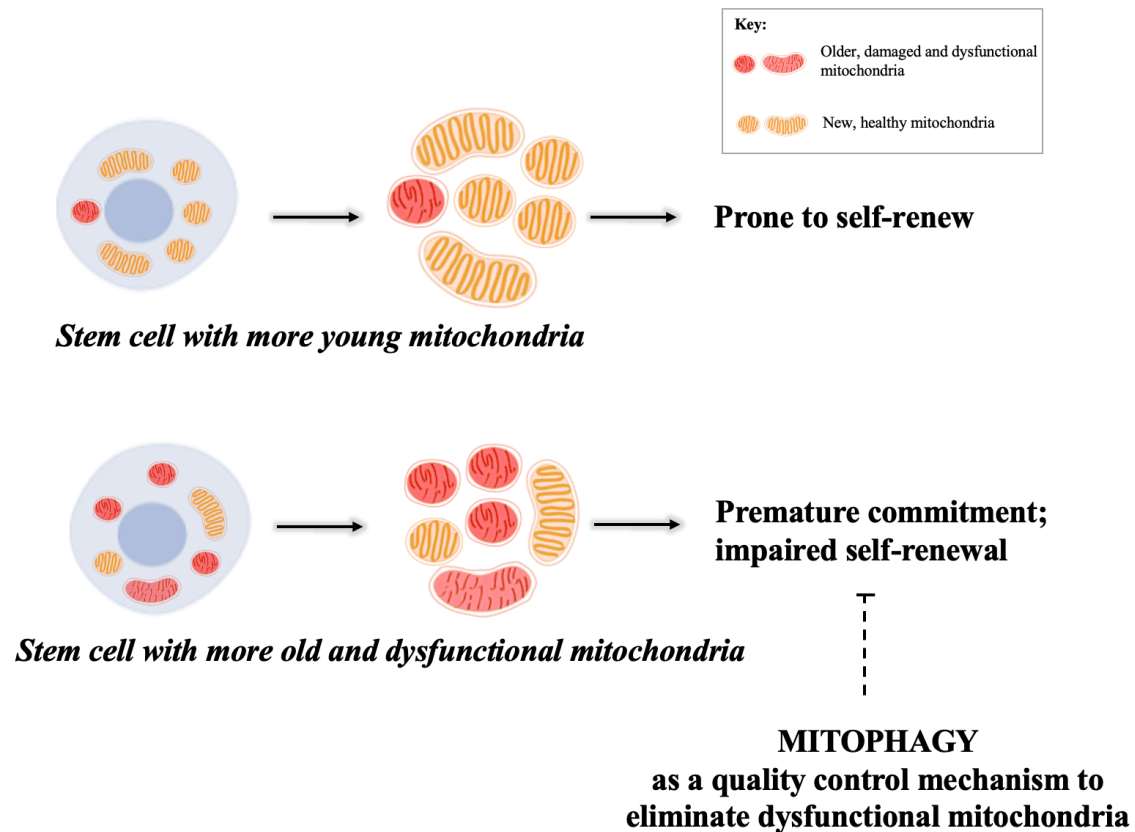 Key:
Older, damaged and dysfunctional
mitochondria
New, healthy mitochondria
Prone to self-renew
Stem cell with more young mitochondria
Premature commitment;
impaired self-renewal
Stem cell with more old and dysfunctional mitochondria
MITOPHAGY
as a quality control mechanism to
eliminate dysfunctional mitochondria